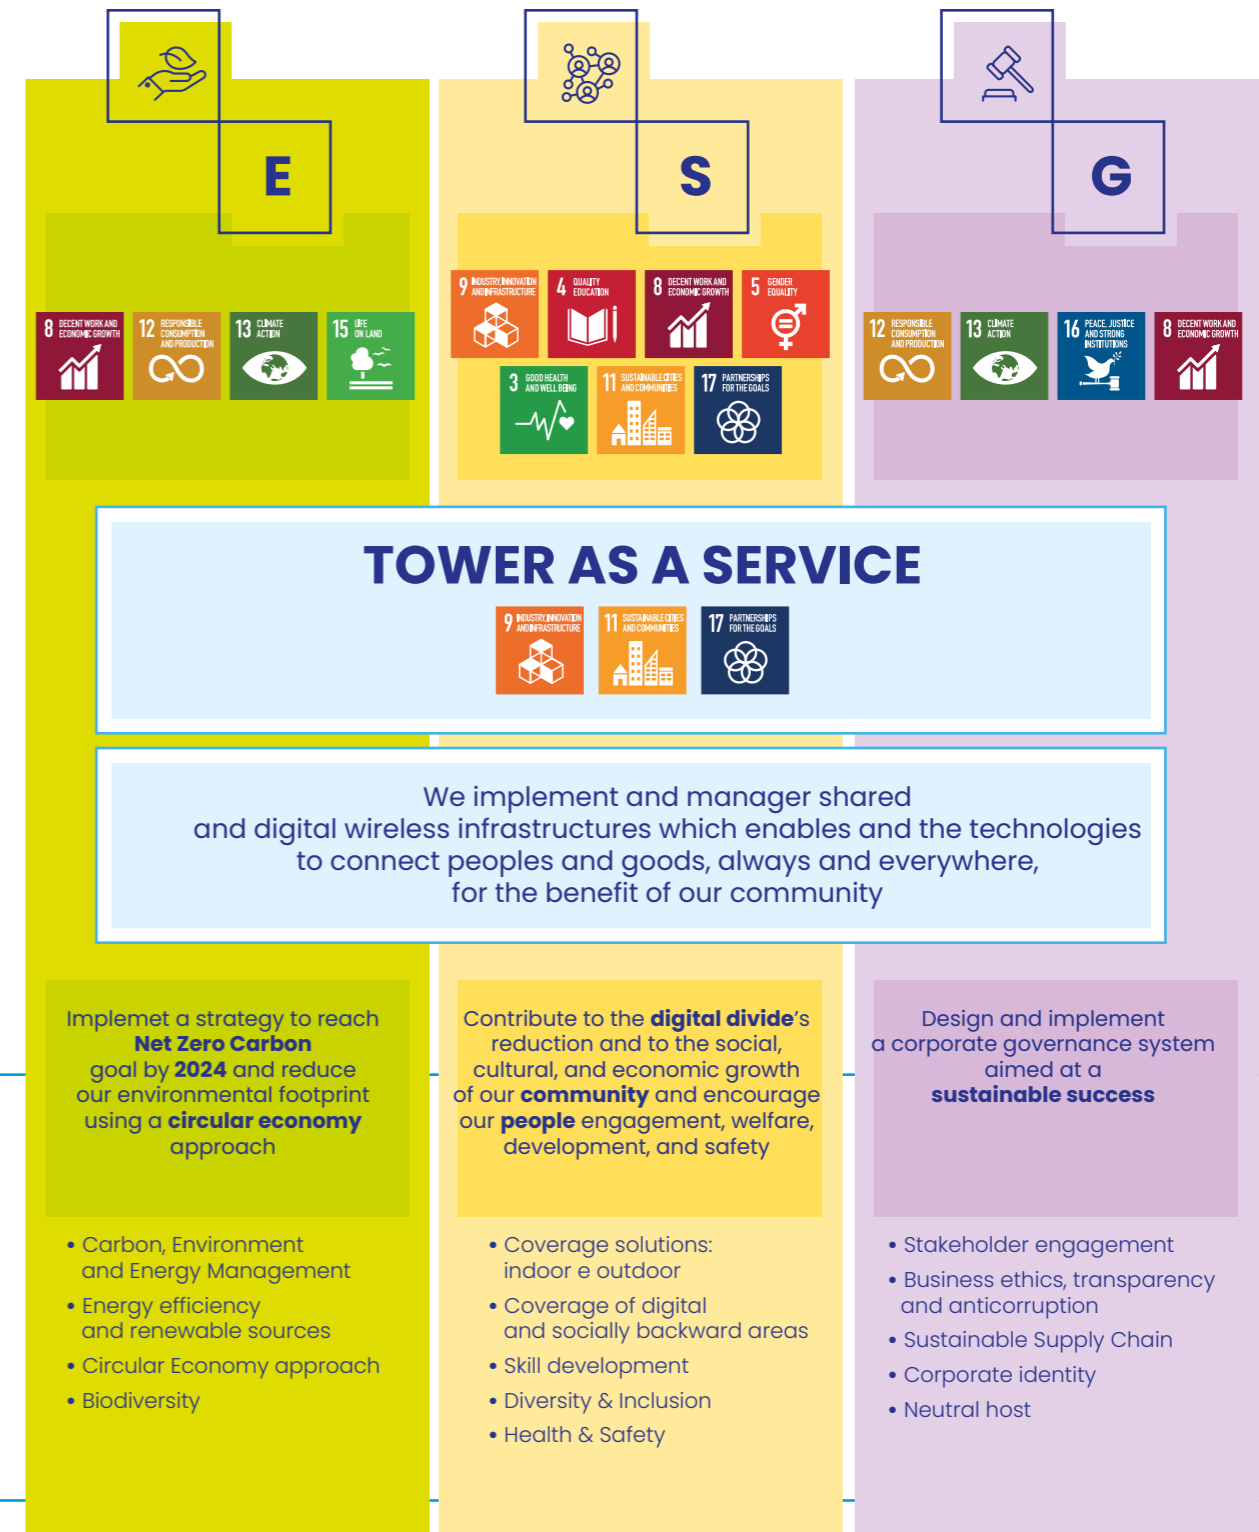 E
8 DECENT WORK AND
ECONOMIC GROWTH
12 RESPONSIBLE
CONSUMPTION
AND PRODUCTION
13 CLIMATE
ACTION
15 LIFE
ON LAND
S
9 INDUSTRY, INNOVATION
AND INFRASTRUCTURE
4 QUALITY
EDUCATION
8 DECENT WORK AND
ECONOMIC GROWTH
5 GENDER
EQUALITY
3 GOOD HEALTH
AND WELL BEING
11 SUSTAINABLE CITIES
AND COMMUNITIES
17 PARTNERSHIPS
FOR THE GOALS
G
12 RESPONSIBLE
CONSUMPTION
AND PRODUCTION
13 CLIMATE
ACTION
16 PEACE, JUSTICE
AND STRONG
INSTITUTIONS
8 DECENT WORK AND
ECONOMIC GROWTH
TOWER AS A SERVICE
9 INDUSTRY, INNOVATION
AND INFRASTRUCTURE
11 SUSTAINABLE CITIES
AND COMMUNITIES
17 PARTNERSHIPS
FOR THE GOALS
We implement and manager shared
and digital wireless infrastructures which enables and the technologies
to connect peoples and goods, always and everywhere,
for the benefit of our community
Implemet a strategy to reach
Net Zero Carbon
goal by 2024 and reduce
our environmental footprint
using a circular economy
approach
• Carbon, Environment
and Energy Management
• Energy efficiency
and renewable sources
• Circular Economy approach
• Biodiversity
Contribute to the digital divide's
reduction and to the social,
cultural, and economic growth
of our community and encourage
our people engagement, welfare,
development, and safety
• Coverage solutions:
indoor e outdoor
• Coverage of digital
and socially backward areas
• Skill development
• Diversity & Inclusion
• Health & Safety
Design and implement
a corporate governance system
aimed at a
sustainable success
• Stakeholder engagement
• Business ethics, transparency
and anticorruption
• Sustainable Supply Chain
• Corporate identity
• Neutral host